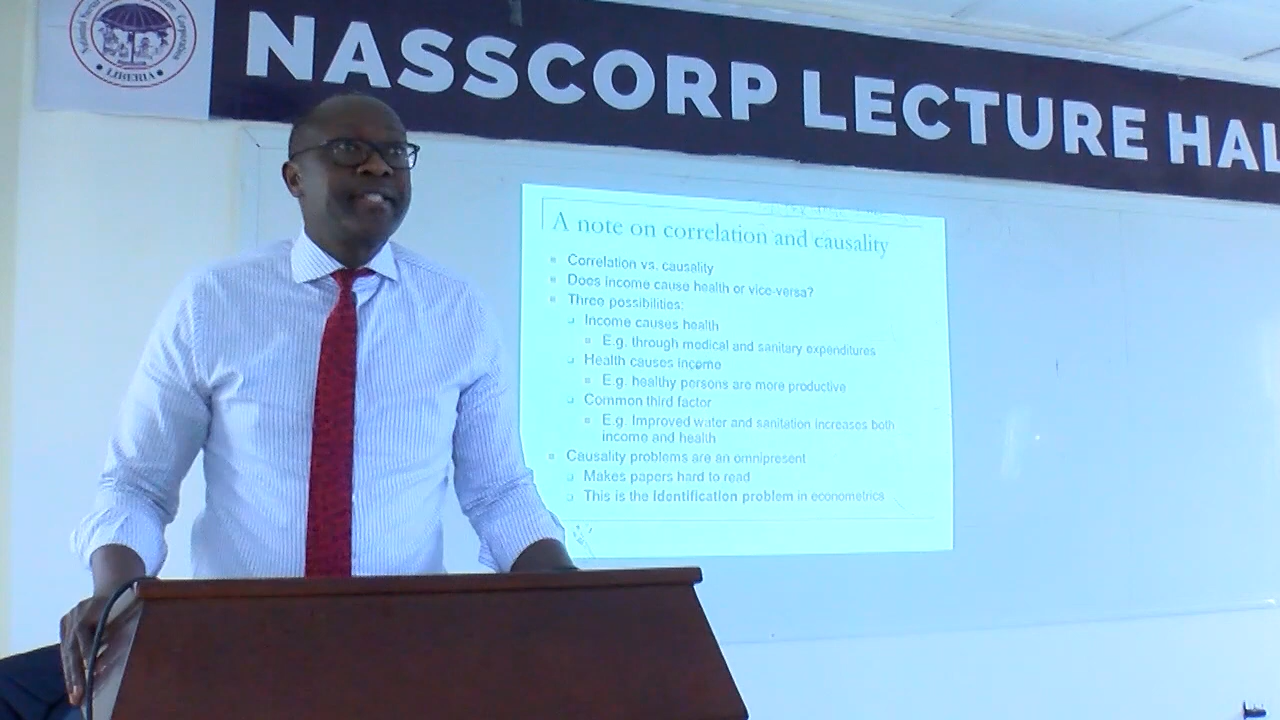 LIBERIA
NASSCORP LECTURE HAL
A note on correlation and causality
Correlation vs. causality
Does income cause health or vice-versa?
Three possibilities:
Income causes health
E.g. through medical and sanitary expenditures
Health causes income
E.g. healthy persons are more productive
Common third factor
E.g. Improved water and sanitation increases both
income and health
Causality problems are an omnipresent
Makes papers hard to read
This is the Identification problem in econometrics